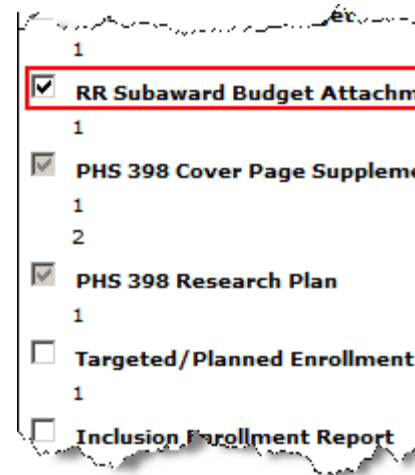 er
1
RR Subaward Budget Attachm
1
PHS 398 Cover Page Suppleme
1
2
PHS 398 Research Plan
1
Targeted/Planned Enrollment
1
Inclusion Enrollment Report